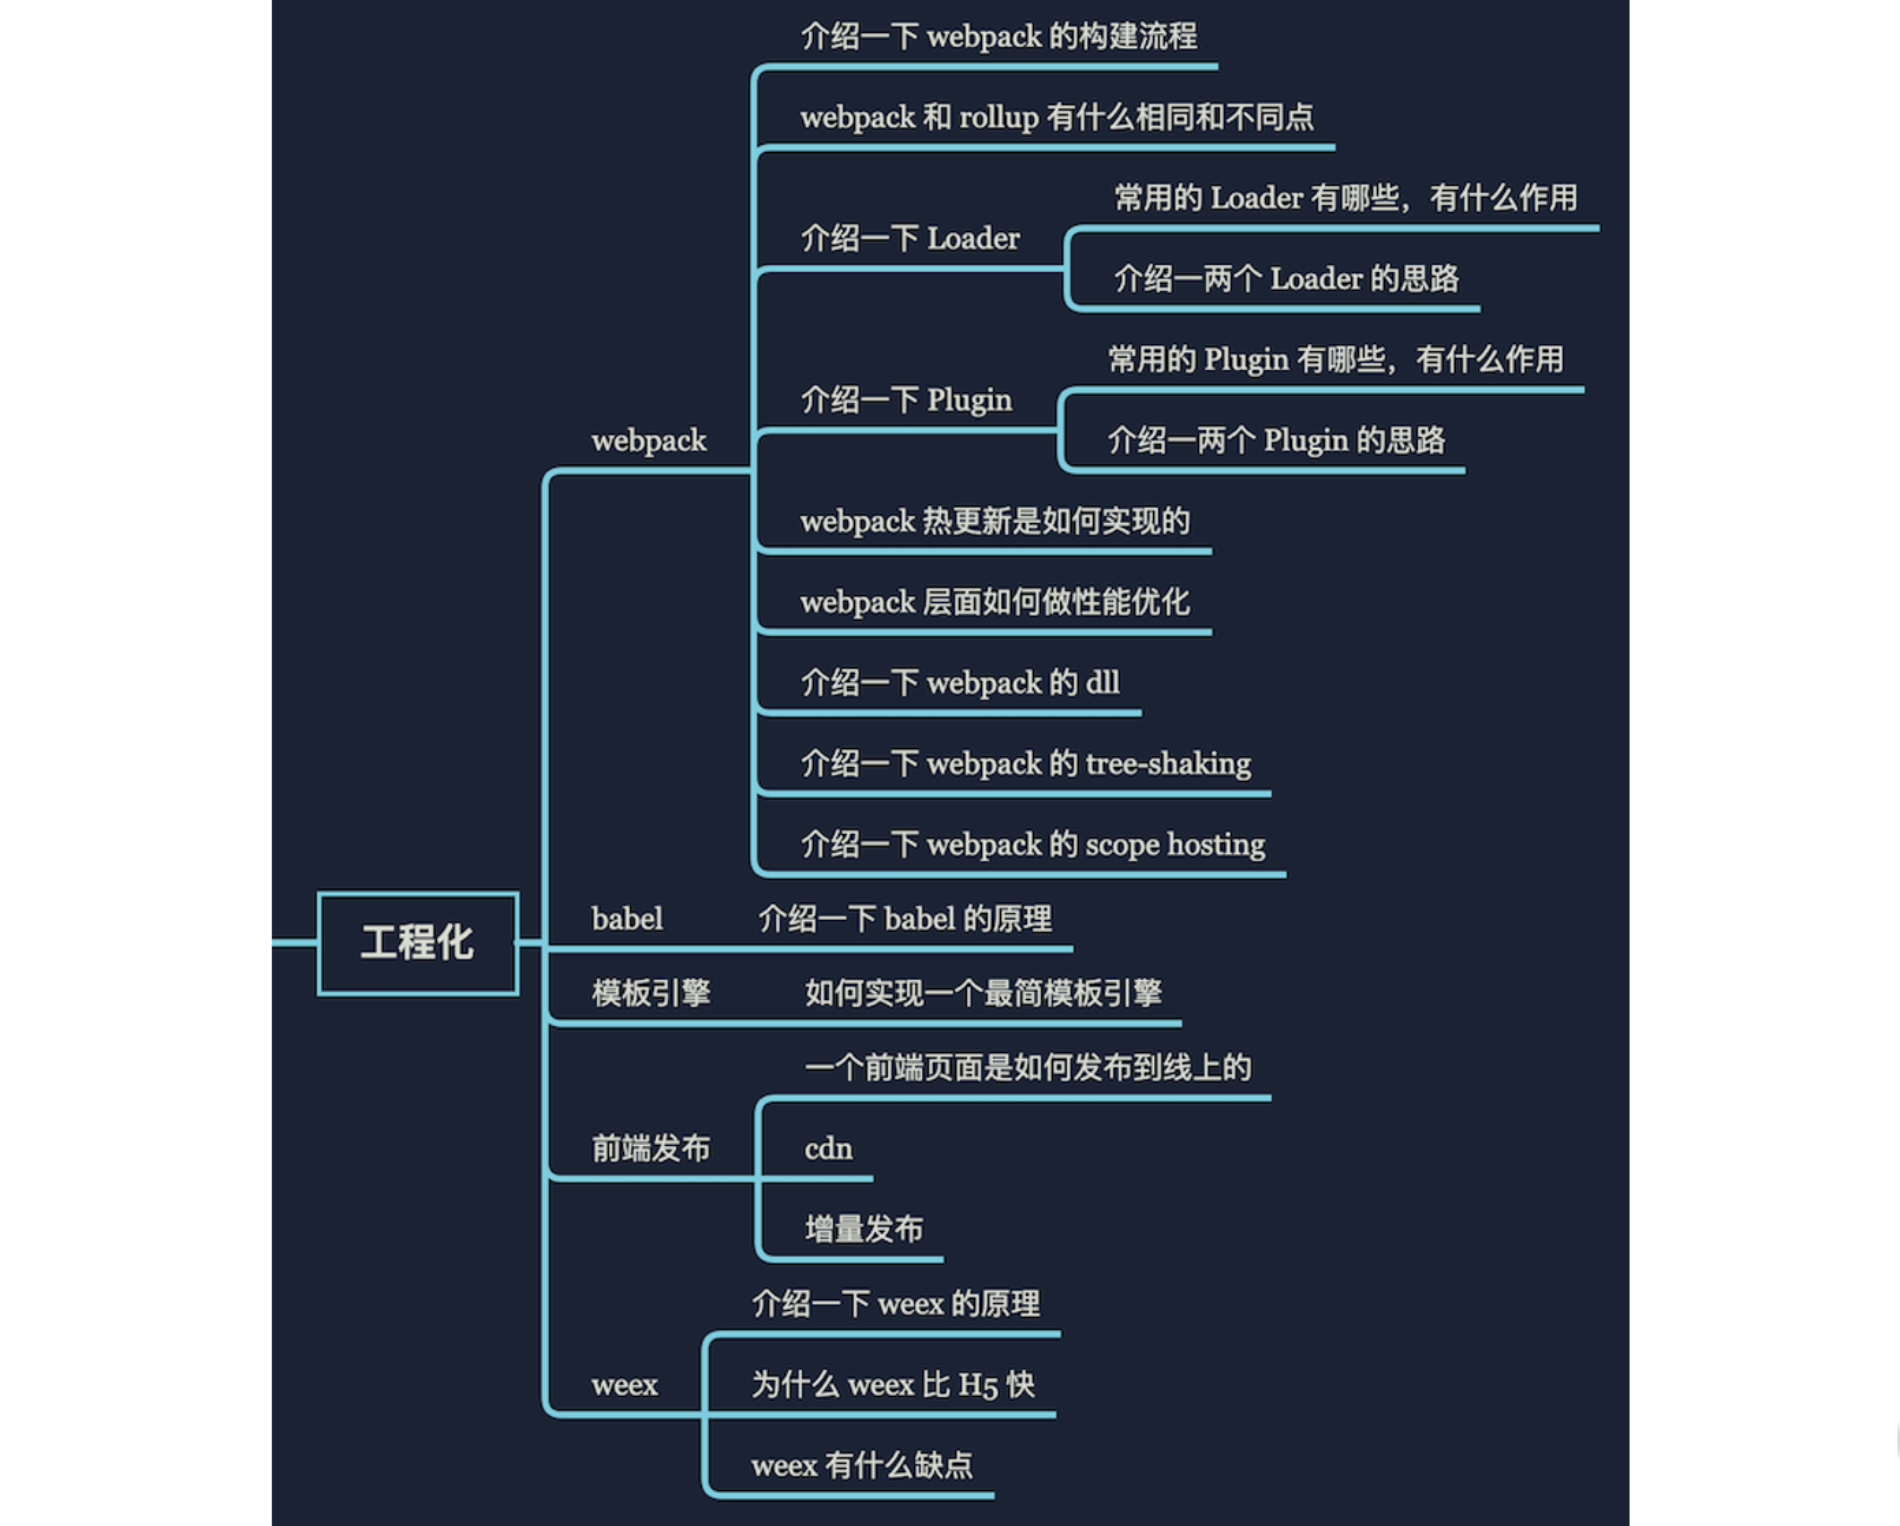 工程化
webpack
介绍一下 webpack 的构建流程
webpack 和 rollup 有什么相同和不同点
介绍一下 Loader
常用的 Loader 有哪些，有什么作用
介绍一两个 Loader 的思路
介绍一下 Plugin
常用的 Plugin 有哪些，有什么作用
介绍一两个 Plugin 的思路
webpack 热更新是如何实现的
webpack 层面如何做性能优化
介绍一下 webpack 的 dll
介绍一下 webpack 的 tree-shaking
介绍一下 webpack 的 scope hosting
babel
介绍一下 babel 的原理
模板引擎
如何实现一个最简模板引擎
前端发布
一个前端页面是如何发布到线上的
cdn
增量发布
weex
介绍一下 weex 的原理
为什么 weex 比 H5 快
weex 有什么缺点